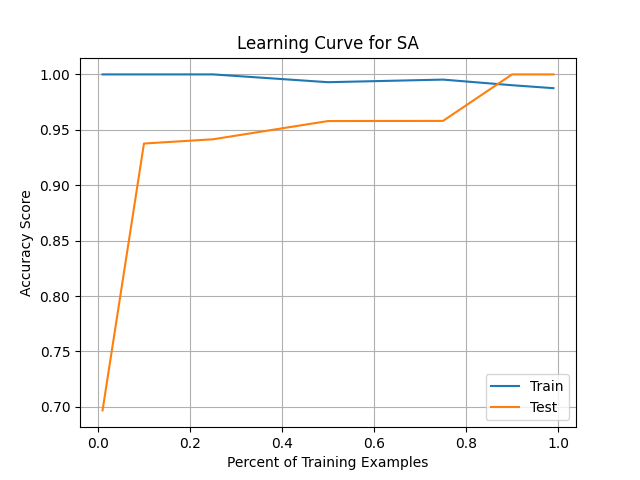 Learning Curve for SA
Accuracy Score
1.00
0.95
0.90
0.85
0.80
0.75
0.70
0.0 0.2 0.4 0.6 0.8 1.0
Percent of Training Examples
Train
Test